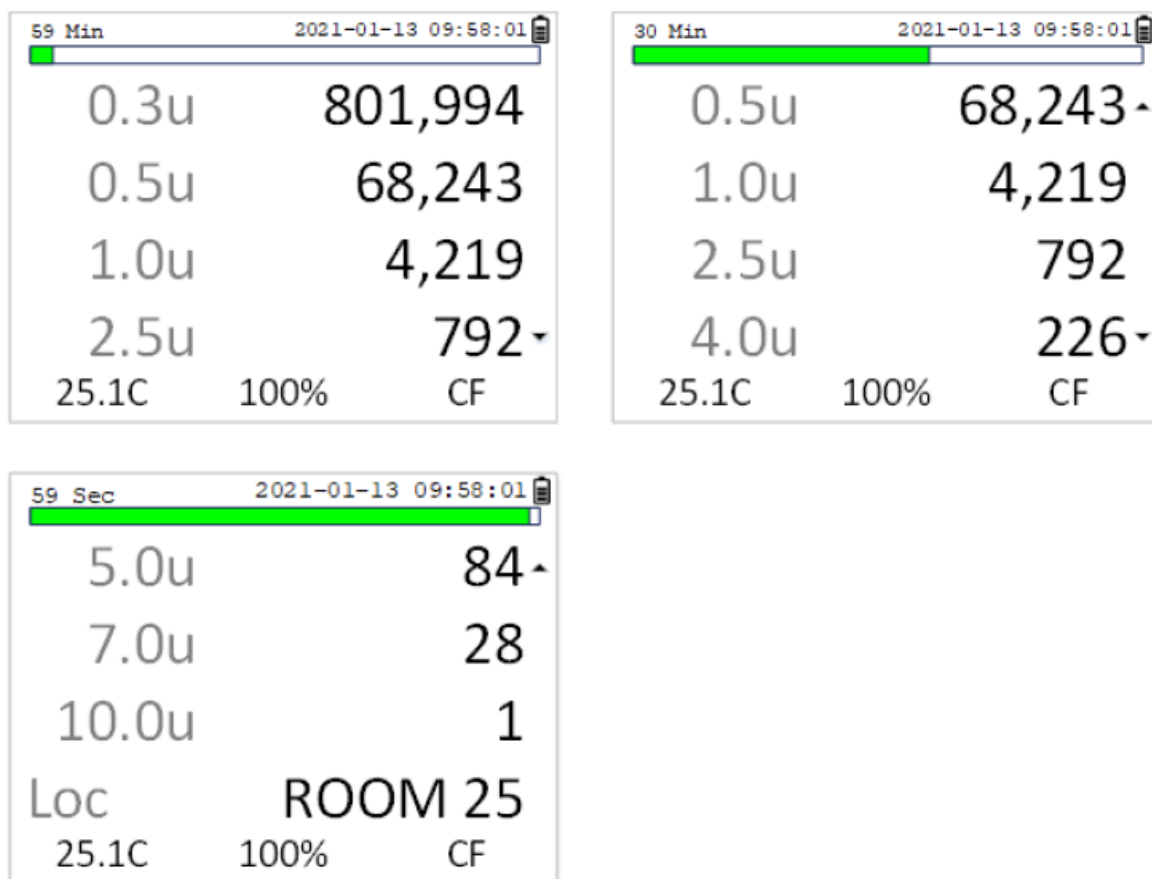 59 Min 2021-01-13 09:58:01
0.3u 801,994
0.5u 68,243
1.0u 4,219
2.5u 792
25.1C 100% CF
30 Min 2021-01-13 09:58:01
0.5u 68,243
1.0u 4,219
2.5u 792
4.0u 226
25.1C 100% CF
59 Sec 2021-01-13 09:58:01
5.0u 84
7.0u 28
10.0u 1
Loc ROOM 25
25.1C 100% CF